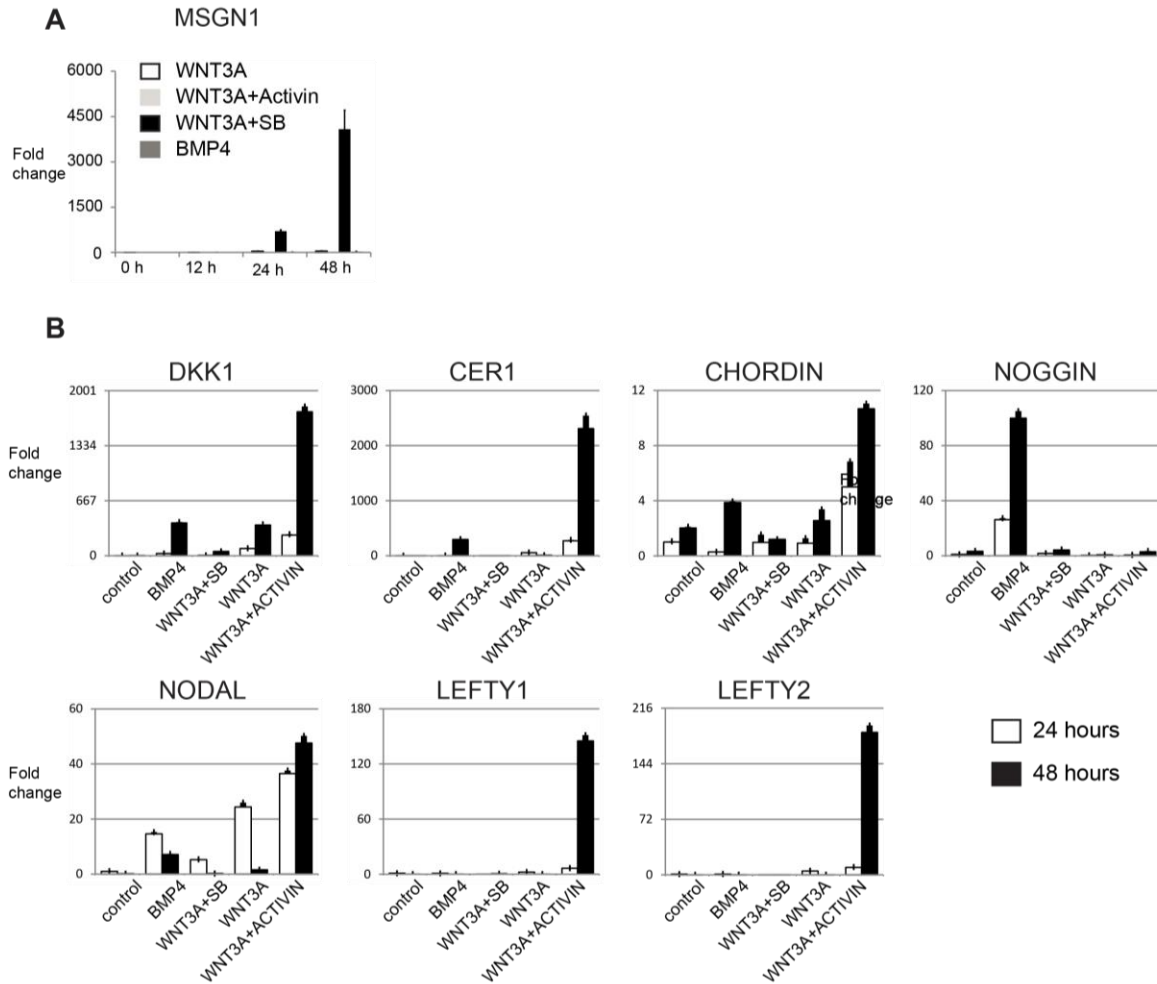 A
MSGN1
6000
4500
3000
1500
0
Fold
change
WNT3A
WNT3A+Activin
WNT3A+SB
BMP4
0 h 12 h 24 h 48 h
B
DKK1
2001
1334
667
0
Fold
change
control BMP4 WNT3A+SB WNT3A WNT3A+ACTIVIN
CER1
3000
2000
1000
0
control BMP4 WNT3A+SB WNT3A WNT3A+ACTIVIN
CHORDIN
12
8
4
0
Fo
change
control BMP4 WNT3A+SB WNT3A WNT3A+ACTIVIN
NOGGIN
120
80
40
0
control BMP4 WNT3A+SB WNT3A WNT3A+ACTIVIN
NODAL
60
40
20
0
Fold
change
control BMP4 WNT3A+SB WNT3A WNT3A+ACTIVIN
LEFTY1
180
120
60
0
control BMP4 WNT3A+SB WNT3A WNT3A+ACTIVIN
LEFTY2
216
144
72
0
control BMP4 WNT3A+SB WNT3A WNT3A+ACTIVIN
24 hours
48 hours